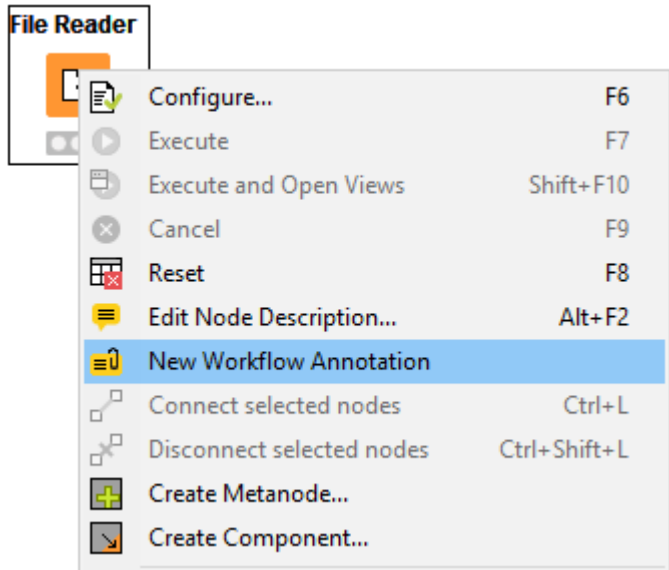 File Reader
Configure... F6
Execute F7
Execute and Open Views Shift+F10
Cancel F9
Reset F8
Edit Node Description... Alt+F2
New Workflow Annotation
Connect selected nodes Ctrl+L
Disconnect selected nodes Ctrl+Shift+L
Create Metanode...
Create Component...